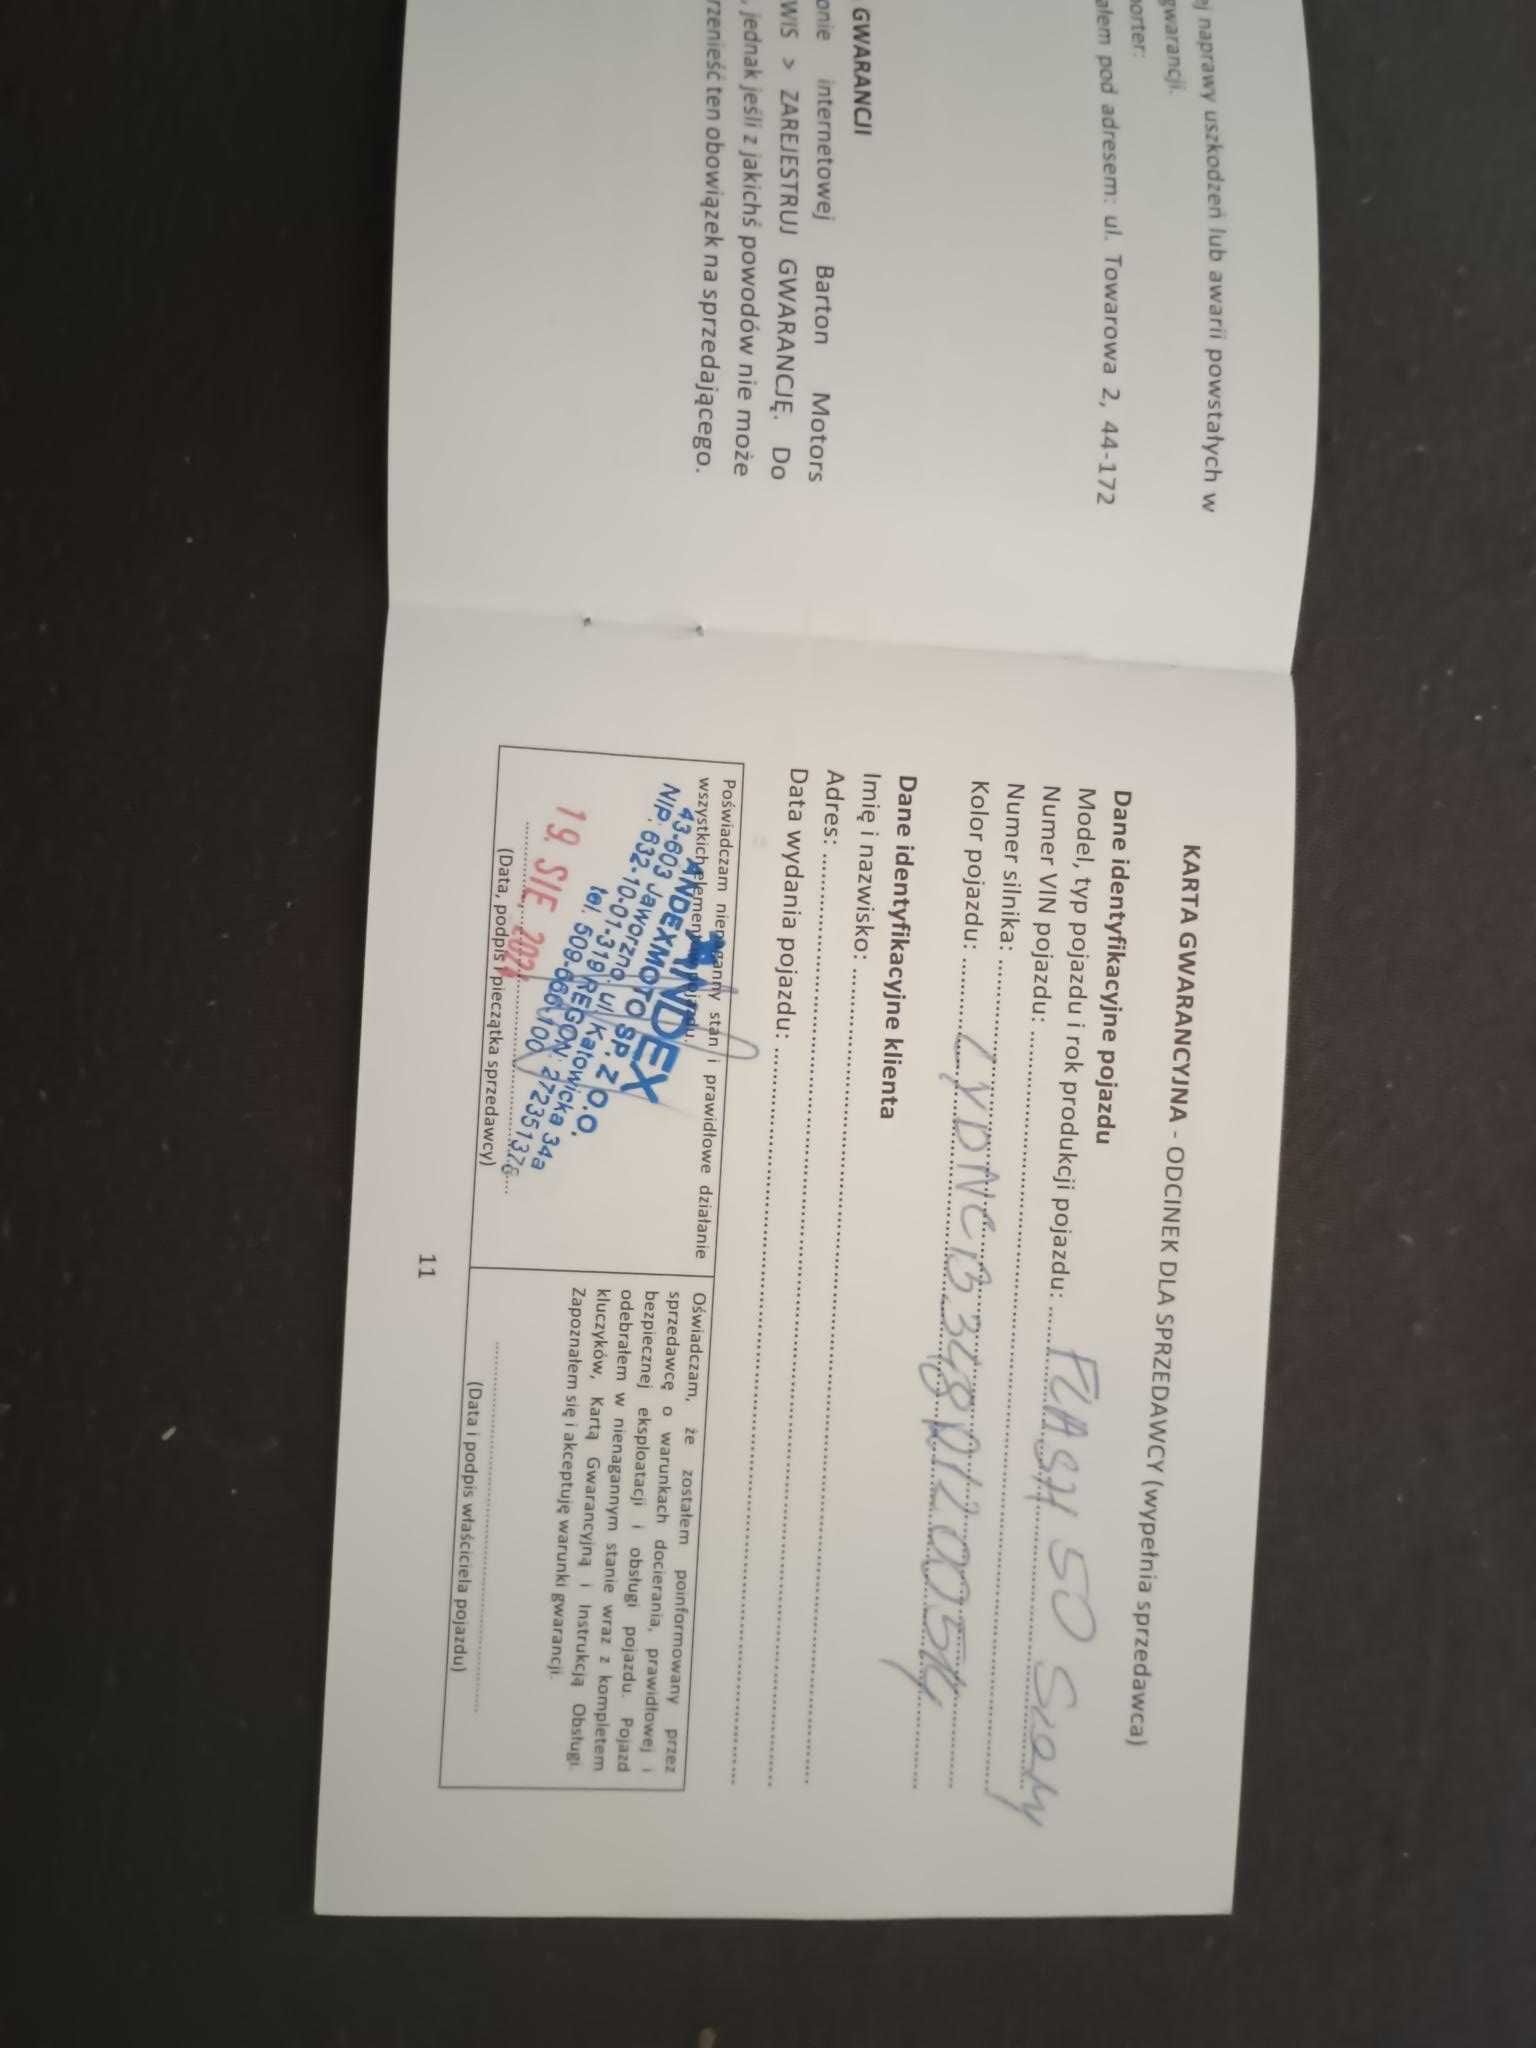 ej naprawy uszkodzeń lub awarii powstałych w
gwarancji.
porter:
ałem pod adresem: ul. Towarowa 2, 44-172
GWARANCJI
onie internetowej Barton Motors
WIS > ZAREJESTRUJ GWARANCJĘ. Do
, jednak jeśli z jakichś powodów nie może
rzenieść ten obowiązek na sprzedającego.
KARTA GWARANCYJNA - ODCINEK DLA SPRZEDAWCY (wypełnia sprzedawca)
Dane identyfikacyjne pojazdu
Model, typ pojazdu i rok produkcji pojazdu: FLASH 50 Szary
Numer VIN pojazdu:
Numer silnika:
Kolor pojazdu:
Dane identyfikacyjne klienta
Imię i nazwisko:
Adres:
Data wydania pojazdu:
Poświadczam nienaganny stan i prawidłowe działanie
wszystkich elementów pojazdu.
ANDEX
ANDEXMOTO SP. Z O.O.
43-603 Jaworzno, ul. Katowicka 34a
NIP: 632-10-01-319 REGON: 272351376
tel. 509-666-100
19. SIE. 2024
(Data, podpis i pieczątka sprzedawcy)
Oświadczam, że zostałem poinformowany przez
sprzedawcę o warunkach docierania, prawidłowej i
bezpiecznej eksploatacji i obsługi pojazdu. Pojazd
odebrałem w nienagannym stanie wraz z kompletem
kluczyków, Kartą Gwarancyjną i Instrukcją Obsługi.
Zapoznałem się i akceptuję warunki gwarancji.
(Data i podpis właściciela pojazdu)
11